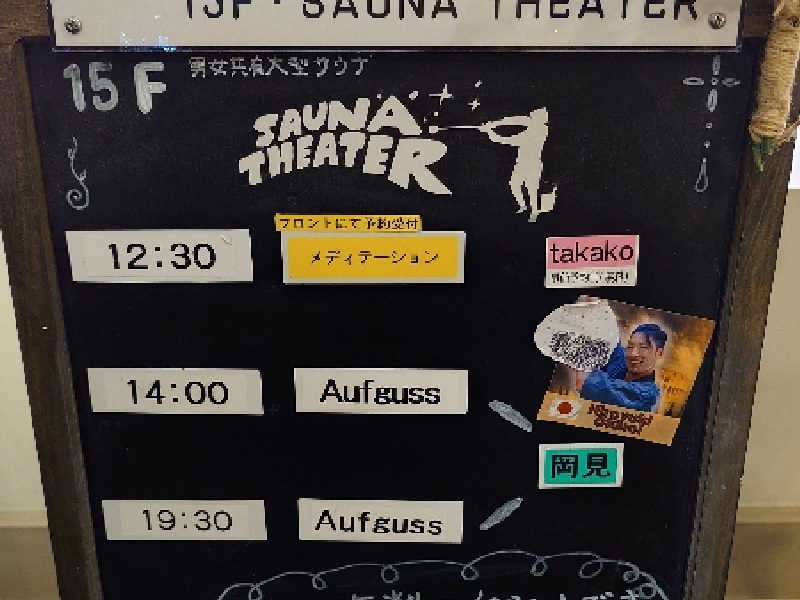 15F・SAUNA THEATER
15F 男女共有大型サウナ
SAUNA
THEATER
フロントにて予約受付
12:30 メディテーション takako
14:00 Aufguss
岡見
19:30 Aufguss